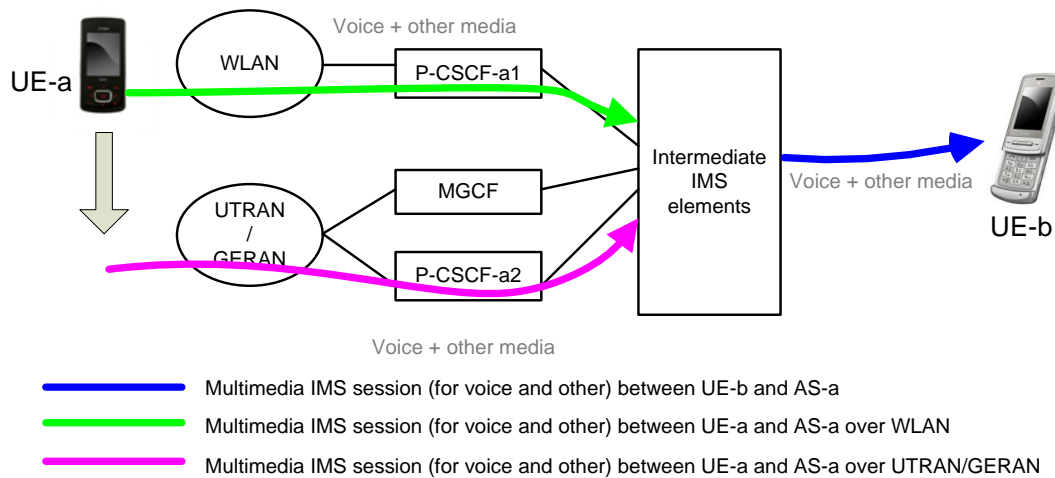 Voice + other media
UE-a
WLAN
P-CSCF-a1
Intermediate
IMS
elements
Voice + other media
UE-b
UTRAN
/
GERAN
MGCF
P-CSCF-a2
Voice + other media
Multimedia IMS session (for voice and other) between UE-b and AS-a
Multimedia IMS session (for voice and other) between UE-a and AS-a over WLAN
Multimedia IMS session (for voice and other) between UE-a and AS-a over UTRAN/GERAN